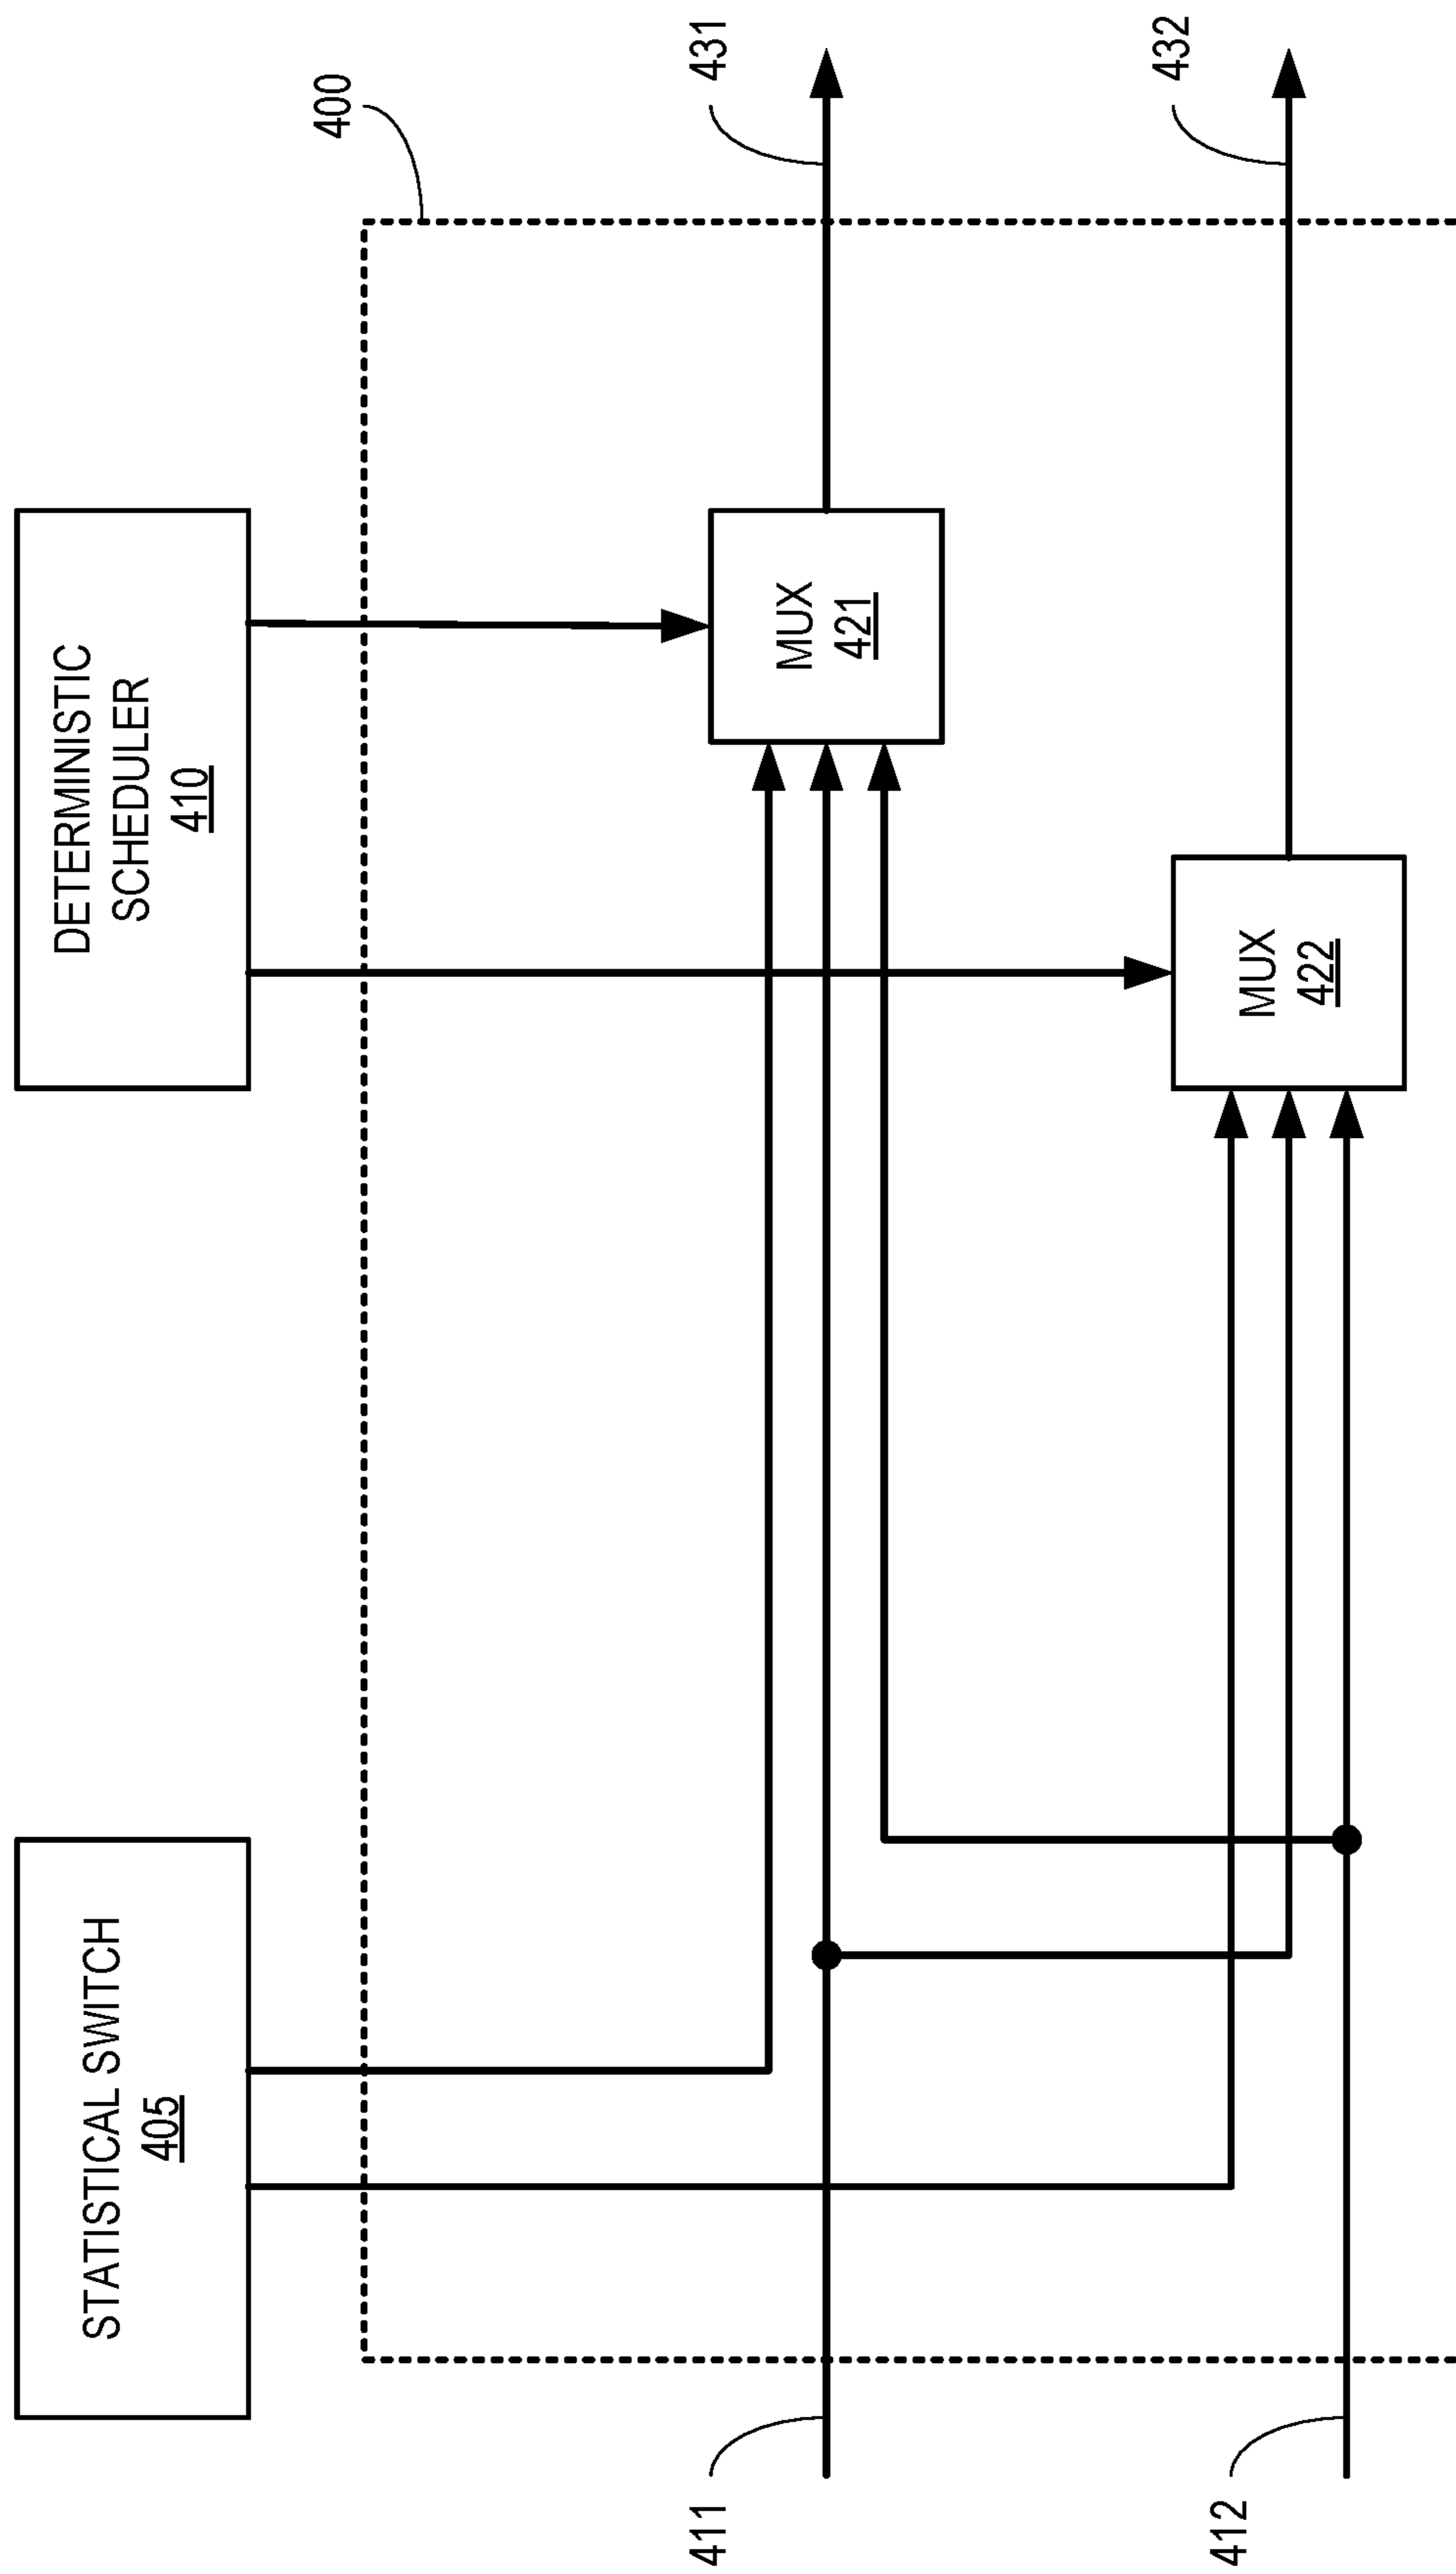 STATISTICAL SWITCH
405
DETERMINISTIC
SCHEDULER
410
400
411
MUX
421
431
412
MUX
422
432